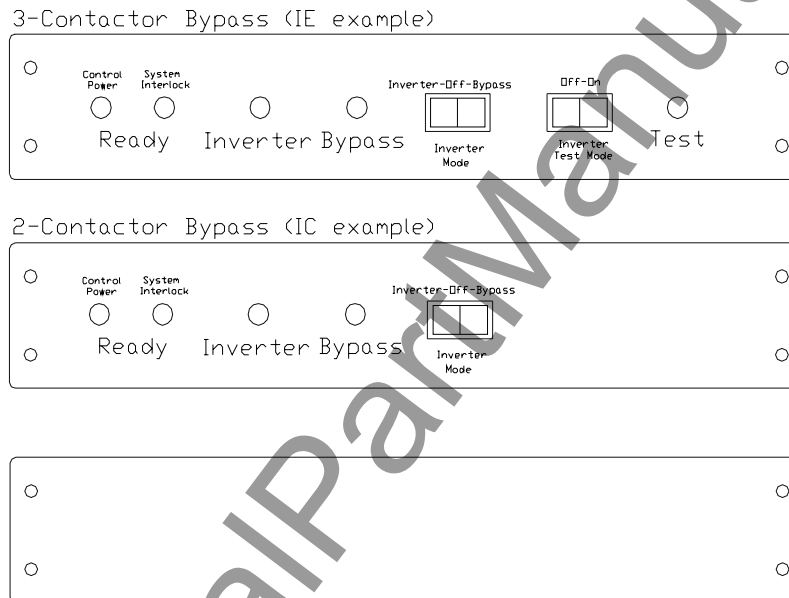 3-Contactor Bypass (IE example)
Control System
Power Interlock
Inverter-Off-Bypass
Off-On
Ready Inverter Bypass
Inverter
Mode
Inverter
Test Mode
Test
2-Contactor Bypass (IC example)
Control System
Power Interlock
Inverter-Off-Bypass
Ready Inverter Bypass
Inverter
Mode
alPartManu